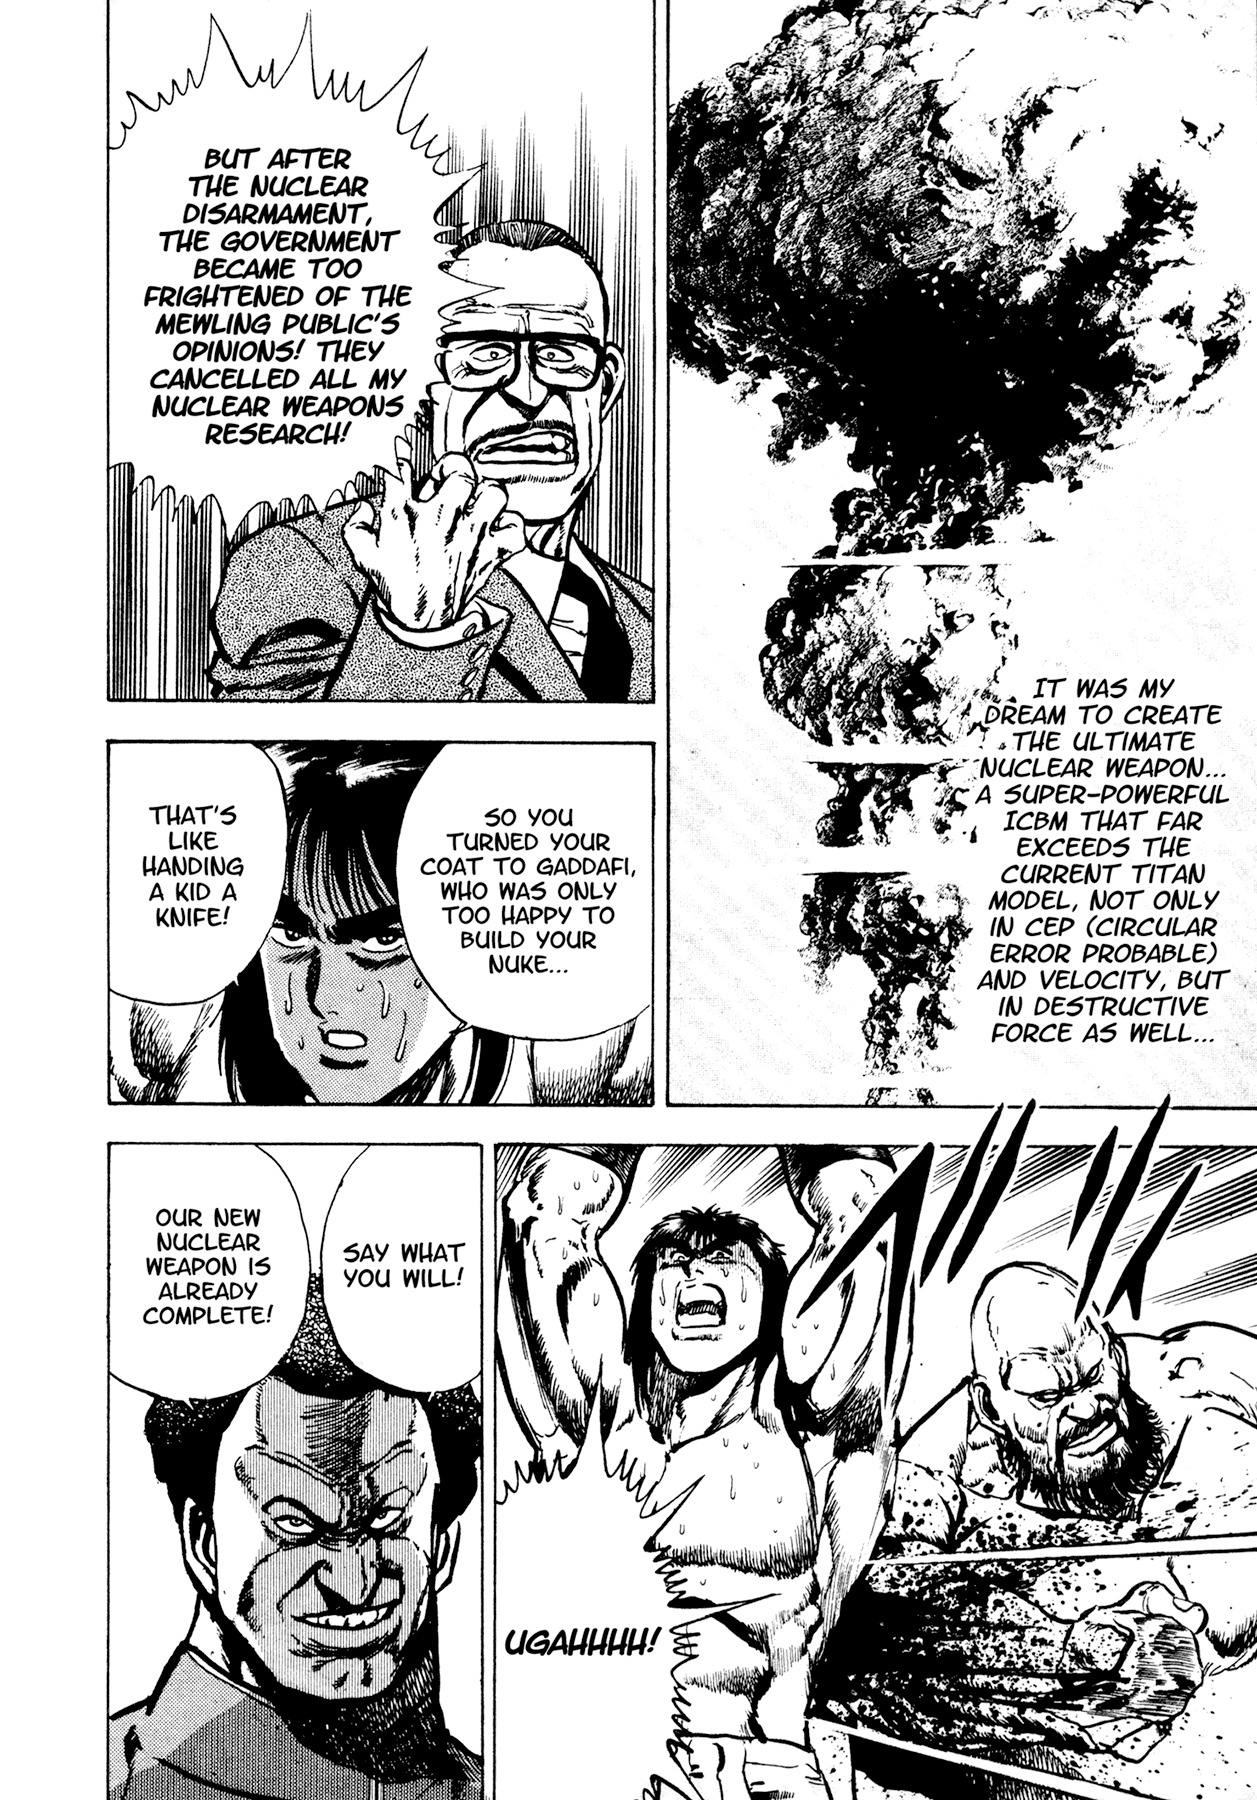 IT WAS MY
DREAM TO CREATE
THE ULTIMATE
NUCLEAR WEAPON...
A SUPER-POWERFUL
ICBM THAT FAR
EXCEEDS THE
CURRENT TITAN
MODEL, NOT ONLY
IN CEP (CIRCULAR
ERROR PROBABLE)
AND VELOCITY, BUT
IN DESTRUCTIVE
FORCE AS WELL...
BUT AFTER
THE NUCLEAR
DISARMAMENT,
THE GOVERNMENT
BECAME TOO
FRIGHTENED OF THE
MEWLING PUBLIC'S
OPINIONS! THEY
CANCELLED ALL MY
NUCLEAR WEAPONS
RESEARCH!
SO YOU
TURNED YOUR
COAT TO GADDAFI,
WHO WAS ONLY
TOO HAPPY TO
BUILD YOUR
NUKE...
THAT'S
LIKE
HANDING
A KID A
KNIFE!
UGAHHHH!
SAY WHAT
YOU WILL!
OUR NEW
NUCLEAR
WEAPON IS
ALREADY
COMPLETE!